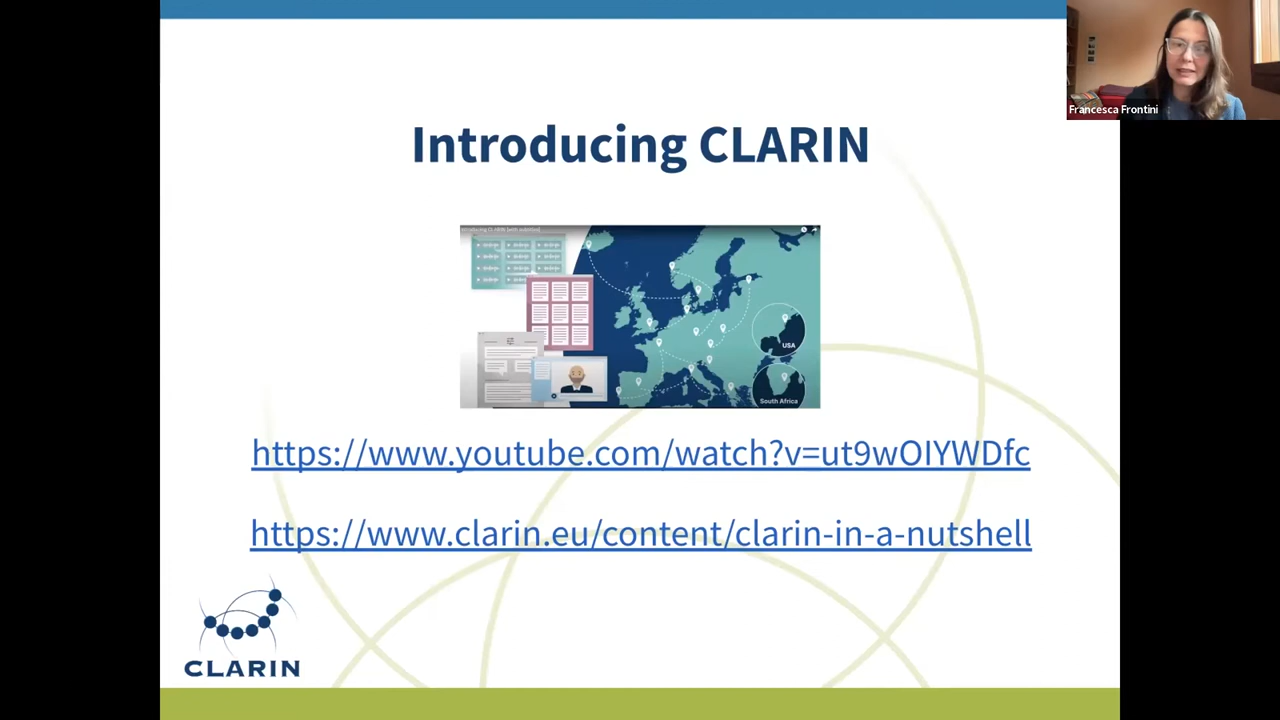 Francesca Frontini
Introducing CLARIN
USA
South Africa
https://www.youtube.com/watch?v=ut9wOIYWDfc
https://www.clarin.eu/content/clarin-in-a-nutshell
CLARIN